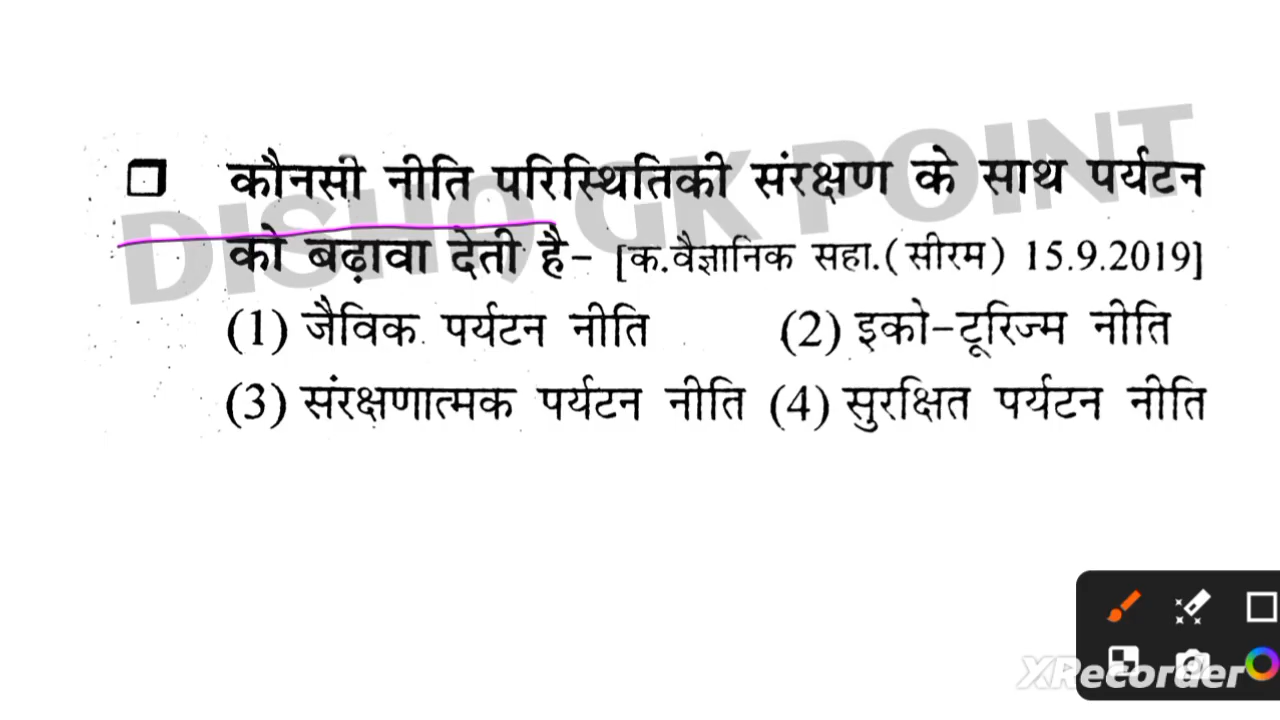 DISHA GK POINT
कौनसी नीति परिस्थितिकी संरक्षण के साथ पर्यटन
को बढ़ावा देती है- [क.वैज्ञानिक सहा.(सीरम) 15.9.2019]
(1) जैविक पर्यटन नीति (2) इको-टूरिज्म नीति
(3) संरक्षणात्मक पर्यटन नीति (4) सुरक्षित पर्यटन नीति
XRecorder